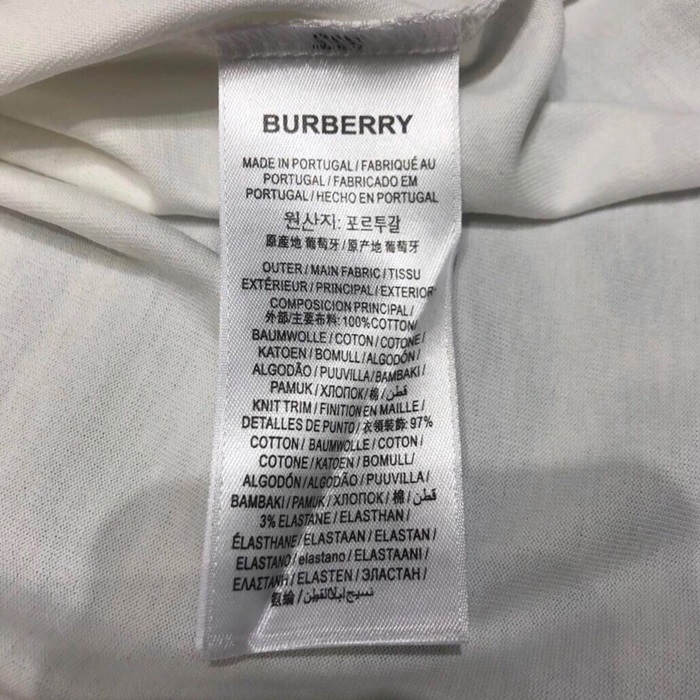 BURBERRY
MADE IN PORTUGAL / FABRIQUÉ AU
PORTUGAL / FABRICADO EM
PORTUGAL / HECHO EN PORTUGAL
원산지: 포르투갈
原産地 葡萄牙 / 原产地 葡萄牙
OUTER / MAIN FABRIC / TISSU
EXTÉRIEUR / PRINCIPAL / EXTERIOR
COMPOSICION PRINCIPAL /
外部/主要布料: 100% COTTON/
BAUMWOLLE / COTON / COTONE /
KATOEN / BOMULL / ALGODÓN /
ALGODÃO / PUUVILLA / BAMBAKI /
PAMUK / ХЛОПОК / 棉 / قطن
KNIT TRIM / FINITION EN MAILLE /
DETALLES DE PUNTO / 衣領裝飾: 97%
COTTON / BAUMWOLLE / COTON /
COTONE / KATOEN / BOMULL/
ALGODÓN / ALGODÃO / PUUVILLA /
BAMBAKI / PAMUK / ХЛОПОК / 棉 / قطن
3% ELASTANE / ELASTHAN /
ÉLASTHANE / ELASTAAN / ELASTAN /
ELASTANO / elastano / ELASTAANI /
ΕΛΑΣΤΑΝΗ / ELASTEN / ЭЛАСТАН /